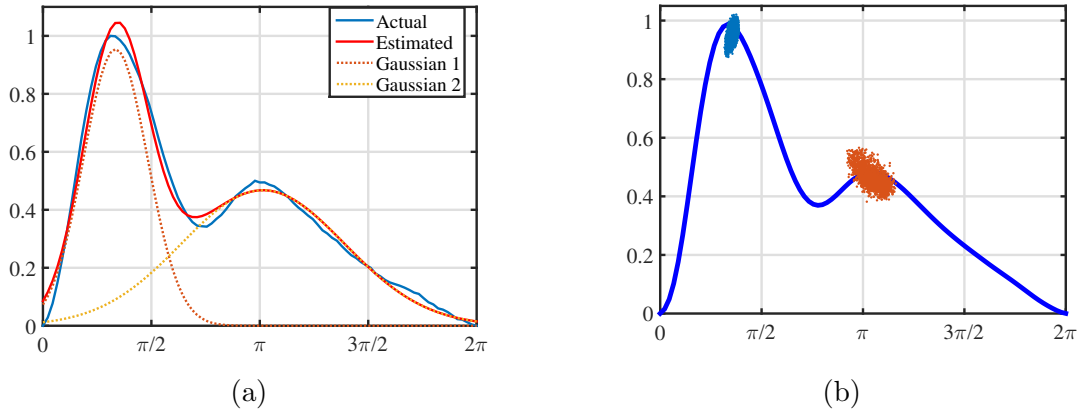 Actual
Estimated
Gaussian 1
Gaussian 2
1
0.8
0.6
0.4
0.2
0
0 π/2 π 3π/2 2π
(a)
1
0.8
0.6
0.4
0.2
0
0 π/2 π 3π/2 2π
(b)